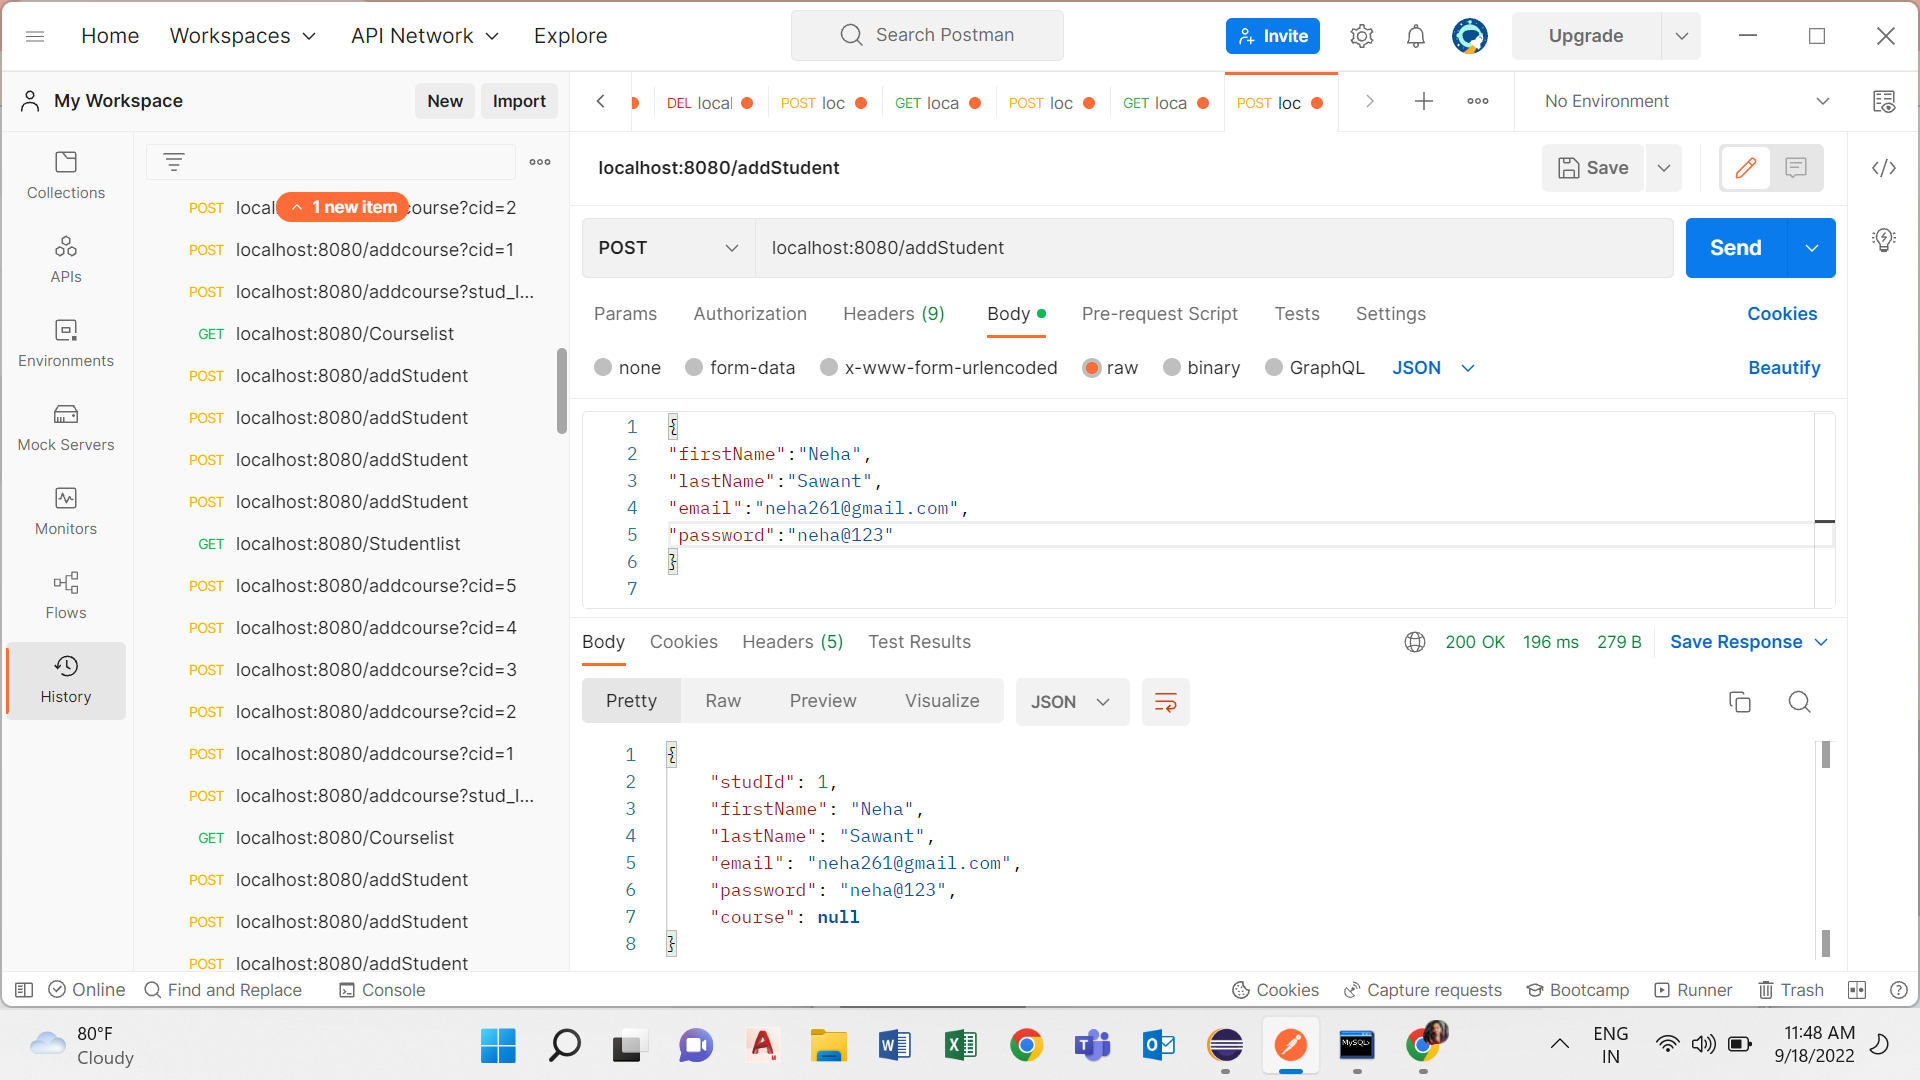 Home Workspaces API Network Explore Search Postman Invite Upgrade
My Workspace New Import DEL local POST loc GET loca POST loc GET loca POST loc No Environment
Collections
APIs
Environments
Mock Servers
Monitors
Flows
History
1 new item
POST local course?cid=2
POST localhost:8080/addcourse?cid=1
POST localhost:8080/addcourse?stud_I...
GET localhost:8080/Courselist
POST localhost:8080/addStudent
POST localhost:8080/addStudent
POST localhost:8080/addStudent
POST localhost:8080/addStudent
GET localhost:8080/Studentlist
POST localhost:8080/addcourse?cid=5
POST localhost:8080/addcourse?cid=4
POST localhost:8080/addcourse?cid=3
POST localhost:8080/addcourse?cid=2
POST localhost:8080/addcourse?cid=1
POST localhost:8080/addcourse?stud_I...
GET localhost:8080/Courselist
POST localhost:8080/addStudent
POST localhost:8080/addStudent
POST localhost:8080/addStudent
localhost:8080/addStudent Save
POST localhost:8080/addStudent Send
Params Authorization Headers (9) Body Pre-request Script Tests Settings Cookies
none form-data x-www-form-urlencoded raw binary GraphQL JSON Beautify
1 {
2 "firstName":"Neha",
3 "lastName":"Sawant",
4 "email":"neha261@gmail.com",
5 "password":"neha@123"
6 }
7
Body Cookies Headers (5) Test Results 200 OK 196 ms 279 B Save Response
Pretty Raw Preview Visualize JSON
1 {
2 "studId": 1,
3 "firstName": "Neha",
4 "lastName": "Sawant",
5 "email": "neha261@gmail.com",
6 "password": "neha@123",
7 "course": null
8 }
Online Find and Replace Console Cookies Capture requests Bootcamp Runner Trash
80°F
Cloudy
MySQL>
ENG
IN
11:48 AM
9/18/2022